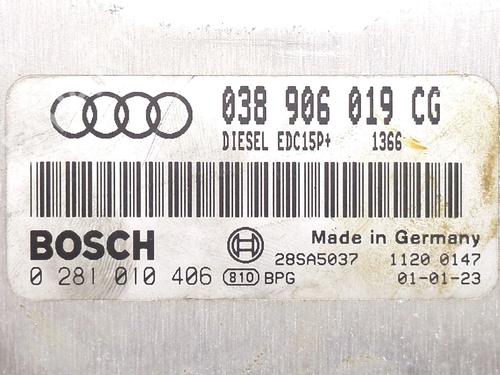 038 906 019 CG
DIESEL EDC15P+ 1366
BOSCH
Made in Germany
28SA5037 1120 0147
0 281 010 406 810 BPG 01-01-23